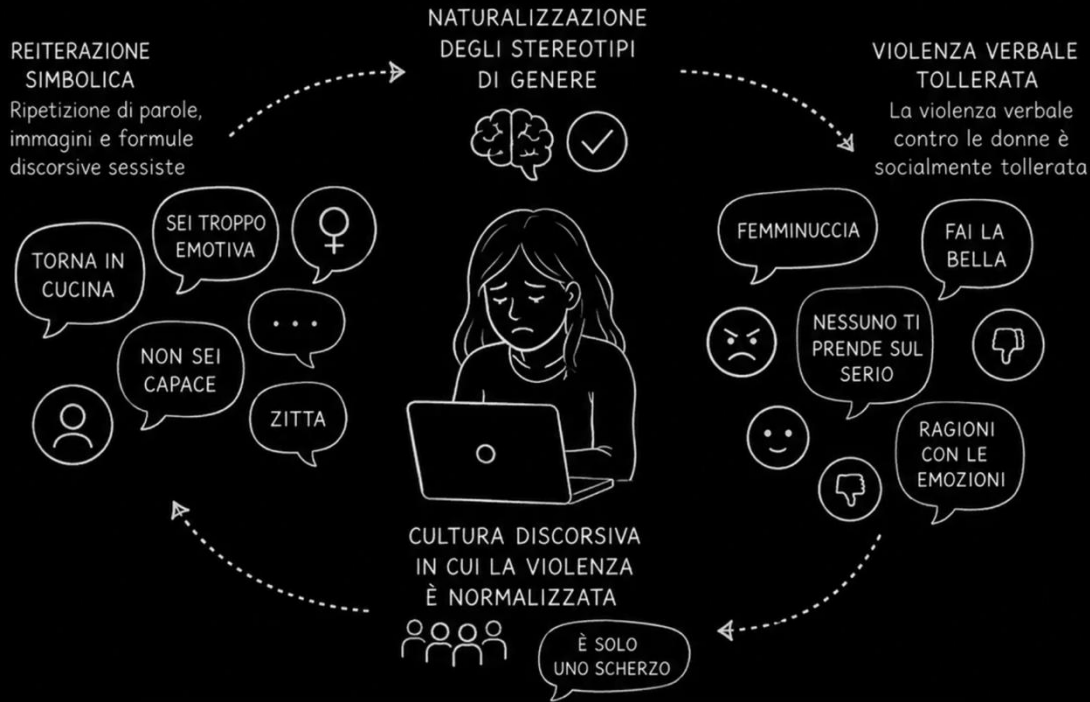 REITERAZIONE
SIMBOLICA
Ripetizione di parole,
immagini e formule
discorsive sessiste
NATURALIZZAZIONE
DEGLI STEREOTIPI
DI GENERE
VIOLENZA VERBALE
TOLLERATA
La violenza verbale
contro le donne è
socialmente tollerata
TORNA IN
CUCINA
SEI TROPPO
EMOTIVA
...
NON SEI
CAPACE
ZITTA
FEMMINUCCIA
FAI LA
BELLA
NESSUNO TI
PRENDE SUL
SERIO
RAGIONI
CON LE
EMOZIONI
CULTURA DISCORSIVA
IN CUI LA VIOLENZA
È NORMALIZZATA
È SOLO
UNO SCHERZO